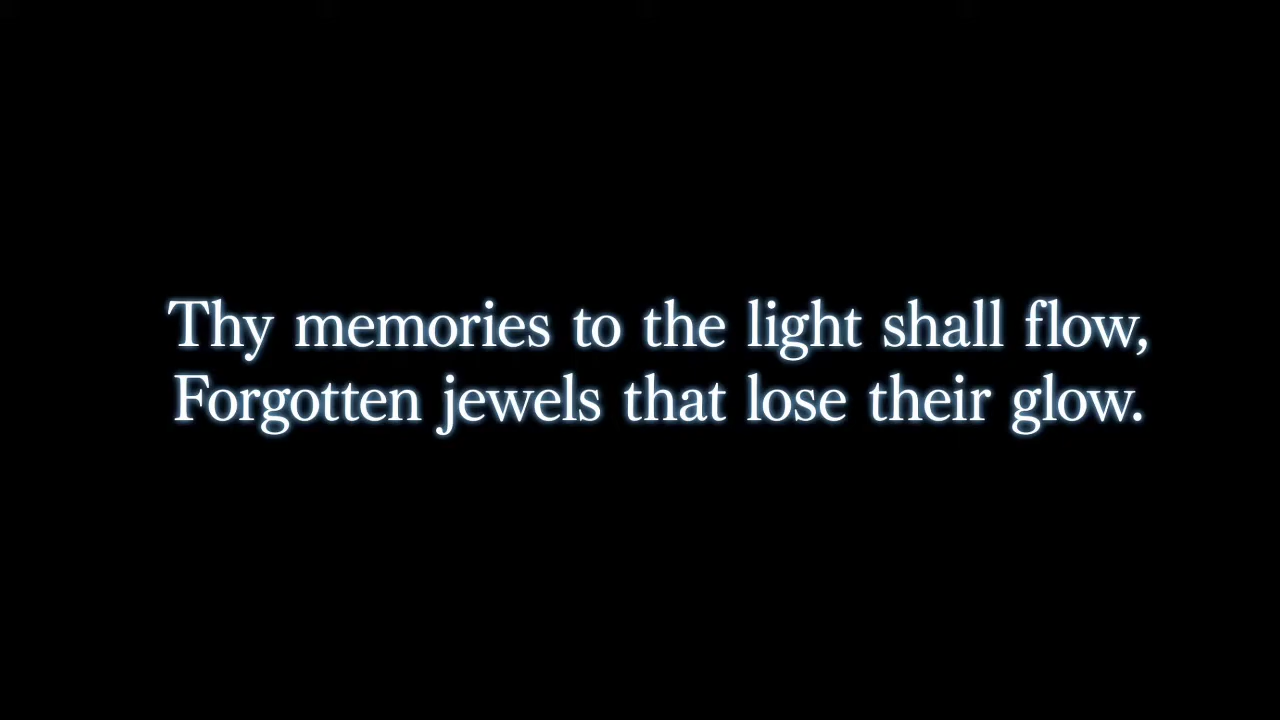 Thy memories to the light shall flow,
Forgotten jewels that lose their glow.